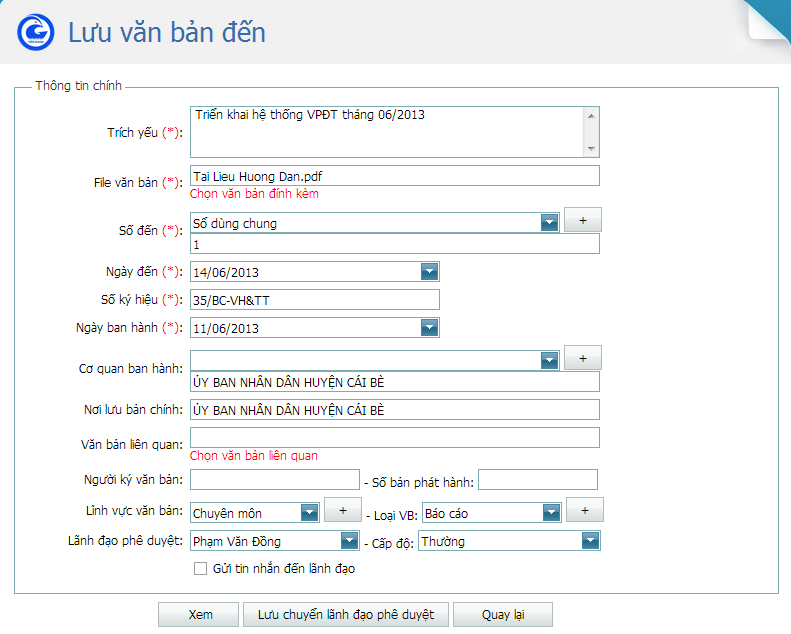 Lưu văn bản đến
Thông tin chính
Trích yếu (*): Triển khai hệ thống VPĐT tháng 06/2013
File văn bản (*): Tai Lieu Huong Dan.pdf
Chọn văn bản đính kèm
Số đến (*): Sổ dùng chung +
1
Ngày đến (*): 14/06/2013
Số ký hiệu (*): 35/BC-VH&TT
Ngày ban hành (*): 11/06/2013
Cơ quan ban hành: +
ỦY BAN NHÂN DÂN HUYỆN CÁI BÈ
Nơi lưu bản chính: ỦY BAN NHÂN DÂN HUYỆN CÁI BÈ
Văn bản liên quan:
Chọn văn bản liên quan
Người ký văn bản: - Số bản phát hành:
Lĩnh vực văn bản: Chuyên môn + - Loại VB: Báo cáo +
Lãnh đạo phê duyệt: Phạm Văn Đồng - Cấp độ: Thường
Gửi tin nhắn đến lãnh đạo
Xem Lưu chuyển lãnh đạo phê duyệt Quay lại